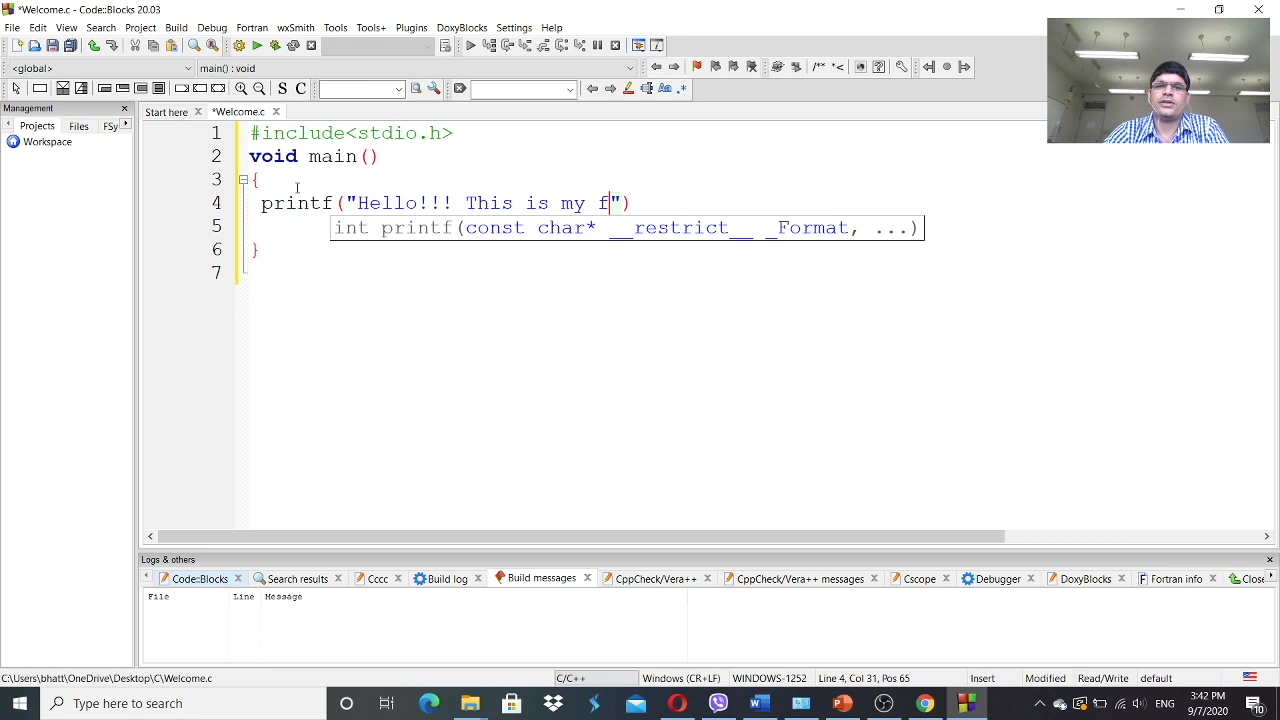 *Welcome.c - Code::Blocks 20.03
File Edit View Search Project Build Debug Fortran wxSmith Tools Tools+ Plugins DoxyBlocks Settings Help
<global> main() : void
/** *<
S C
Aa .*
Management
Projects Files FSy
Workspace
Start here *Welcome.c
1 #include<stdio.h>
2 void main()
3 {
4 printf("Hello!!! This is my f")
5 int printf(const char* __restrict__ _Format, ...)
6 }
7
Logs & others
Code::Blocks Search results Cccc Build log Build messages CppCheck/Vera++ CppCheck/Vera++ messages Cscope Debugger DoxyBlocks Fortran info Close
File Line Message
C:\Users\bhatt\OneDrive\Desktop\C\Welcome.c C/C++ Windows (CR+LF) WINDOWS-1252 Line 4, Col 31, Pos 65 Insert Modified Read/Write default
Type here to search
ENG
3:42 PM
9/7/2020
10